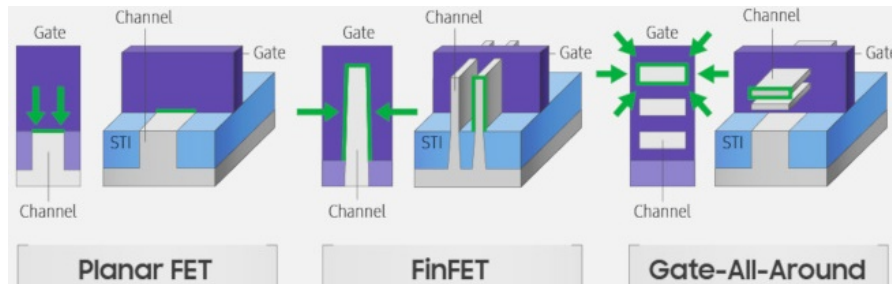 Channel
Gate
Gate
STI
Channel
Planar FET
Channel
Gate
Gate
STI
Channel
FinFET
Gate
Channel
Gate
STI
Channel
Gate-All-Around